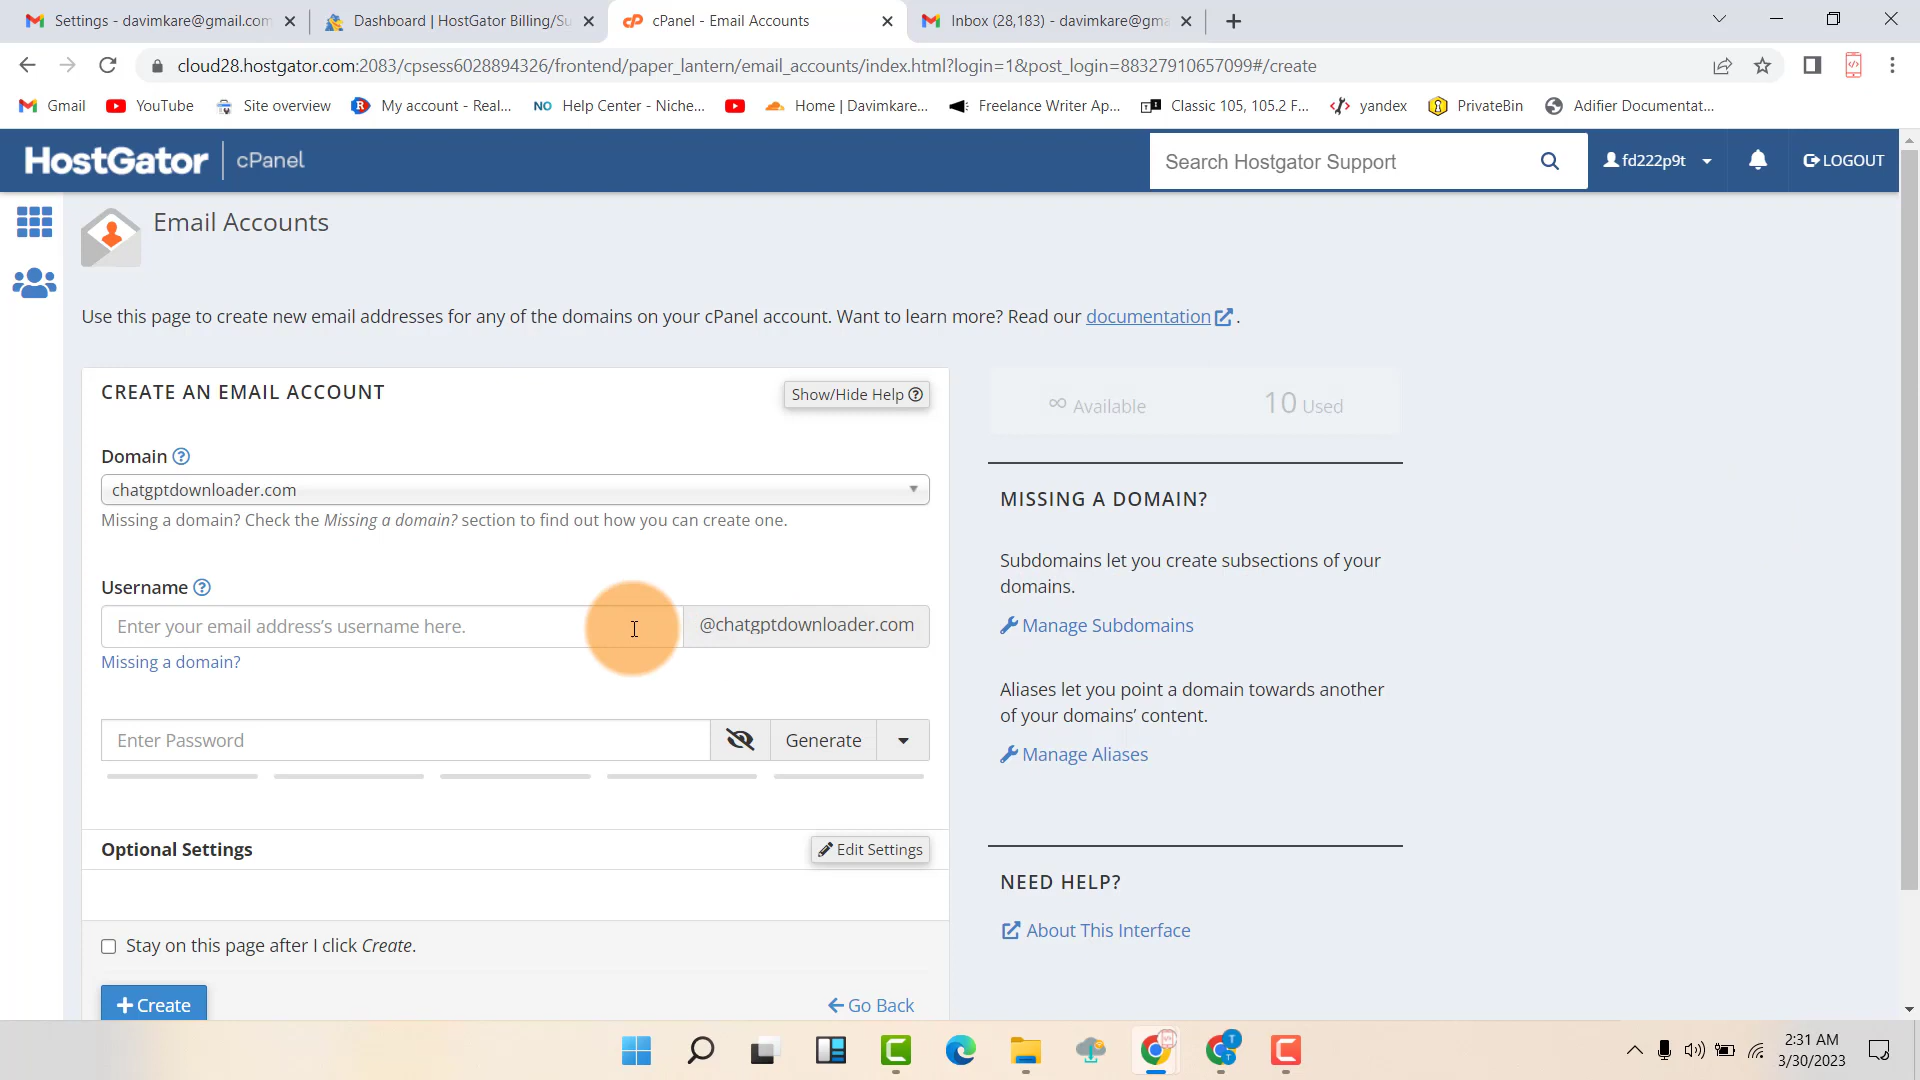 Settings - davimkare@gmail.com
Dashboard | HostGator Billing/Su
cPanel - Email Accounts
Inbox (28,183) - davimkare@gma
cloud28.hostgator.com:2083/cpsess6028894326/frontend/paper_lantern/email_accounts/index.html?login=1&post_login=88327910657099#/create
Gmail
YouTube
Site overview
My account - Real...
Help Center - Niche...
Home | Davimkare...
Freelance Writer Ap...
Classic 105, 105.2 F...
yandex
PrivateBin
Adifier Documentat...
HostGator cPanel
Search Hostgator Support
fd222p9t
LOGOUT
Email Accounts
Use this page to create new email addresses for any of the domains on your cPanel account. Want to learn more? Read our documentation .
CREATE AN EMAIL ACCOUNT
Show/Hide Help
Domain
chatgptdownloader.com
Missing a domain? Check the Missing a domain? section to find out how you can create one.
Username
Enter your email address's username here.
@chatgptdownloader.com
Missing a domain?
Enter Password
Generate
Optional Settings
Edit Settings
Stay on this page after I click Create.
Create
Go Back
∞ Available
10 Used
MISSING A DOMAIN?
Subdomains let you create subsections of your
domains.
Manage Subdomains
Aliases let you point a domain towards another
of your domains' content.
Manage Aliases
NEED HELP?
About This Interface
2:31 AM
3/30/2023